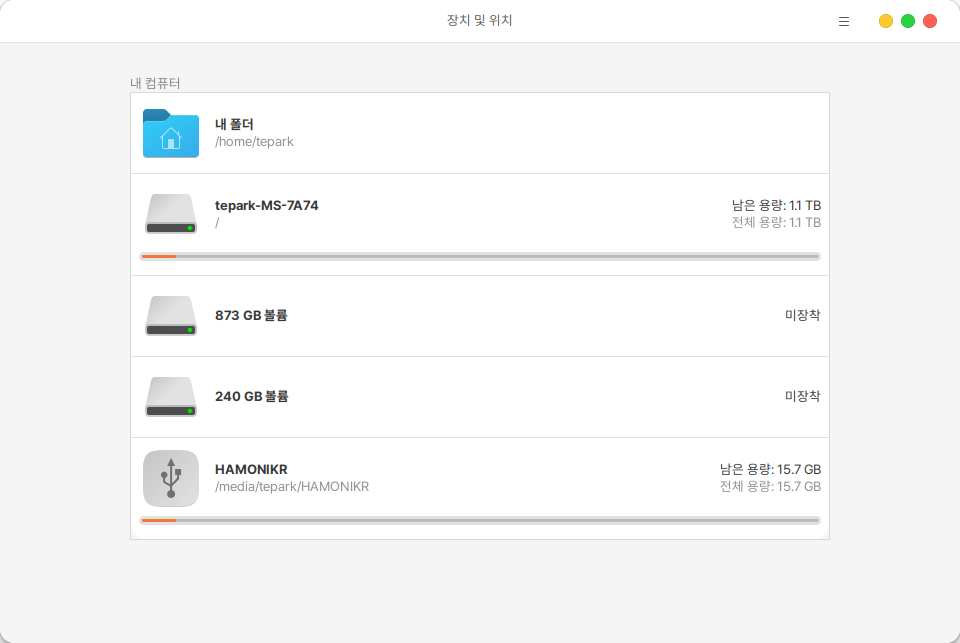 장치 및 위치
내 컴퓨터
내 폴더
/home/tepark
tepark-MS-7A74
/
남은 용량: 1.1 TB
전체 용량: 1.1 TB
873 GB 볼륨
미장착
240 GB 볼륨
미장착
HAMONIKR
/media/tepark/HAMONIKR
남은 용량: 15.7 GB
전체 용량: 15.7 GB